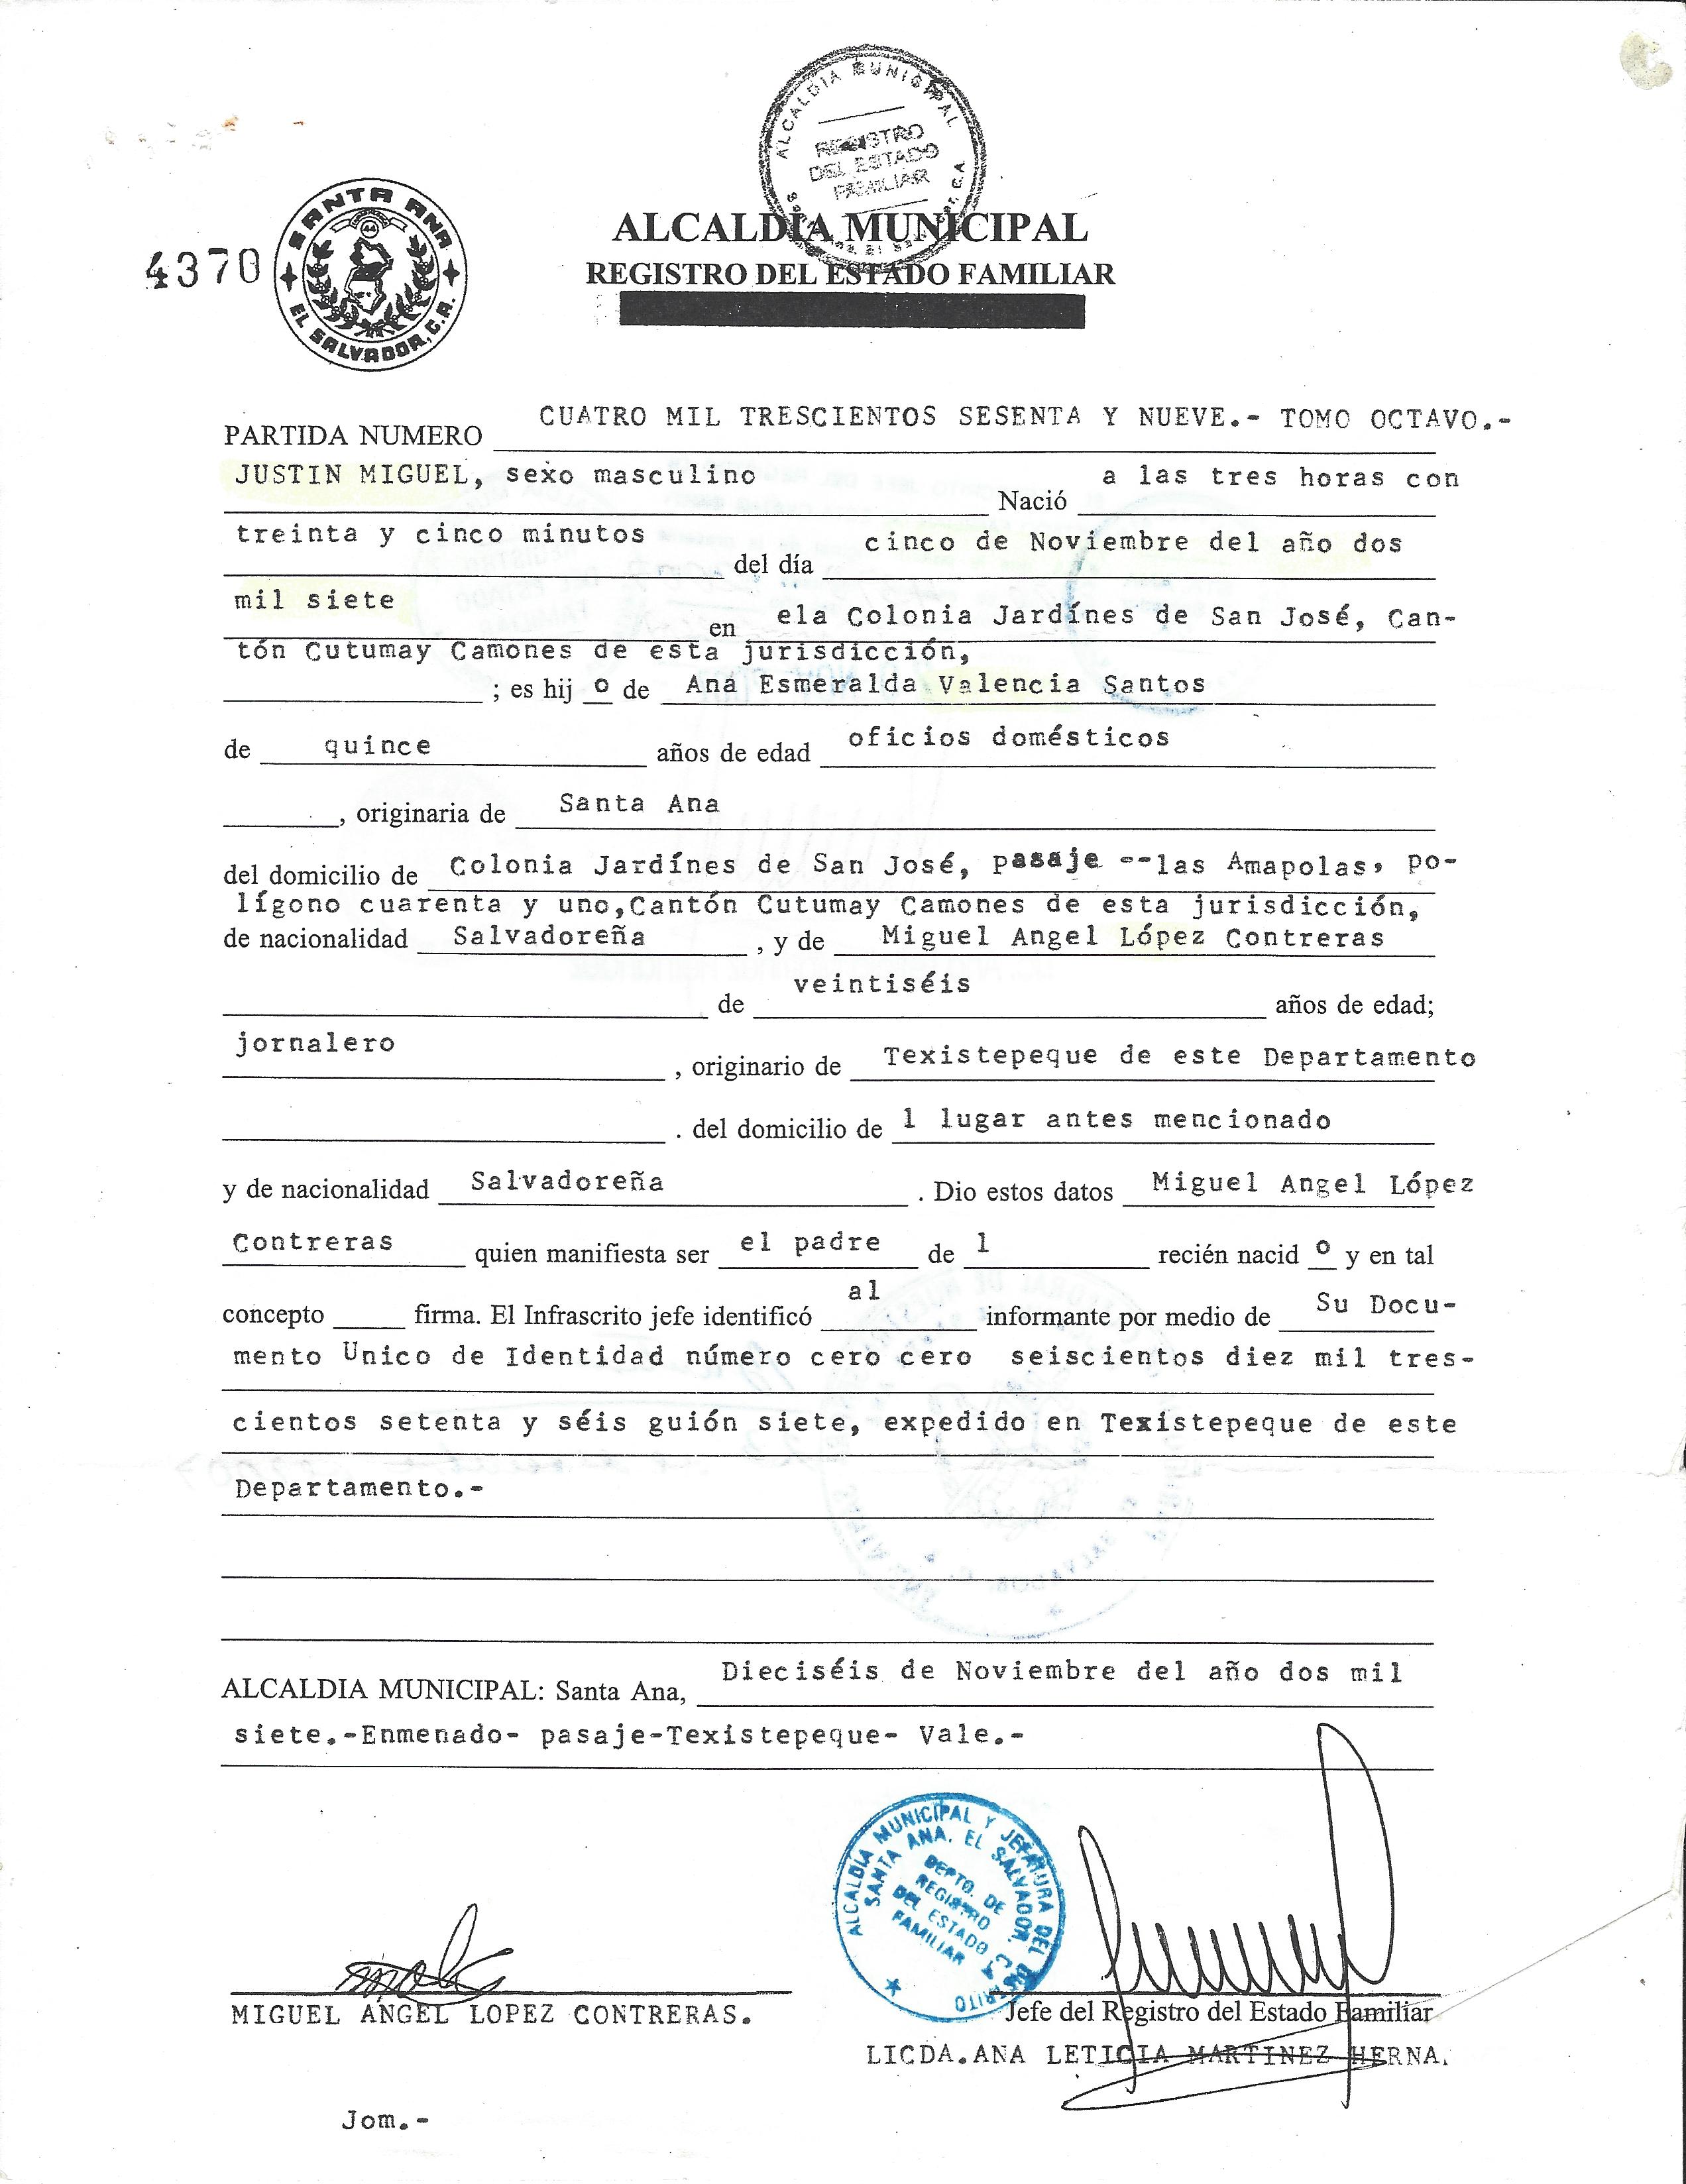 ALCALDIA MUNICIPAL
REGISTRO DEL ESTADO FAMILIAR
C.A.
SANTA ANA
44
EL SALVADOR, C.A.
4370
ALCALDÍA MUNICIPAL
REGISTRO DEL ESTADO FAMILIAR
PARTIDA NUMERO CUATRO MIL TRESCIENTOS SESENTA Y NUEVE.- TOMO OCTAVO.-
JUSTIN MIGUEL, sexo masculino Nació a las tres horas con
treinta y cinco minutos del día cinco de Noviembre del año dos
mil siete en ela Colonia Jardínes de San José, Can-
tón Cutumay Camones de esta jurisdicción,
; es hij o de Ana Esmeralda Valencia Santos
de quince años de edad oficios domésticos
, originaria de Santa Ana
del domicilio de Colonia Jardínes de San José, pasaje --las Amapolas, po-
lígono cuarenta y uno,Cantón Cutumay Camones de esta jurisdicción,
de nacionalidad Salvadoreña , y de Miguel Angel López Contreras
de veintiséis años de edad;
jornalero , originario de Texistepeque de este Departamento
. del domicilio de l lugar antes mencionado
y de nacionalidad Salvadoreña . Dio estos datos Miguel Angel López
Contreras quien manifiesta ser el padre de l recién nacid o y en tal
concepto firma. El Infrascrito jefe identificó al informante por medio de Su Docu-
mento Unico de Identidad número cero cero seiscientos diez mil tres-
cientos setenta y séis guión siete, expedido en Texistepeque de este
Departamento.-
ALCALDIA MUNICIPAL: Santa Ana, Dieciséis de Noviembre del año dos mil
siete.-Enmenado- pasaje-Texistepeque- Vale.-
ALCALDÍA MUNICIPAL Y JEFATURA DEL DISTRITO
SANTA ANA. EL SALVADOR, C.A.
DEPTO. DE
REGISTRO
DEL ESTADO
FAMILIAR
MIGUEL ANGEL LOPEZ CONTRERAS.
Jefe del Registro del Estado Familiar
LICDA.ANA LETICIA MARTINEZ HERNA.
Jom.-